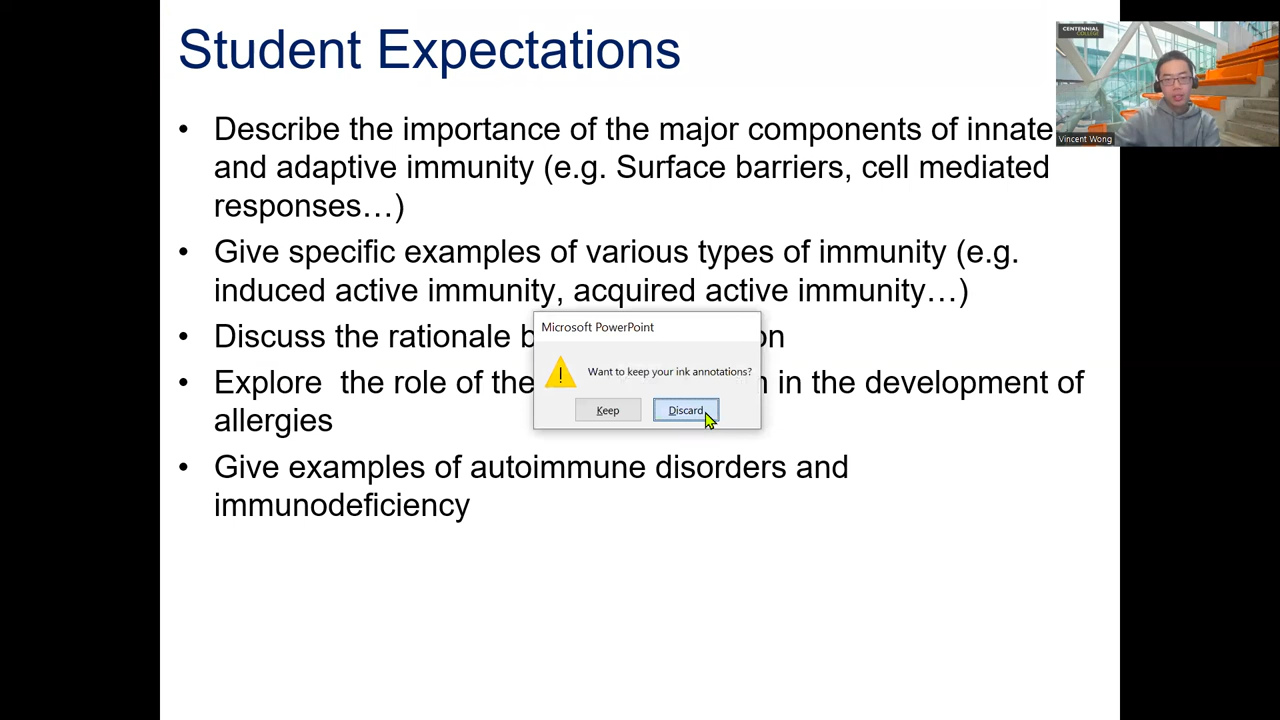 Student Expectations
CENTENNIAL
COLLEGE
Vincent Wong
• Describe the importance of the major components of innate
and adaptive immunity (e.g. Surface barriers, cell mediated
responses…)
• Give specific examples of various types of immunity (e.g.
induced active immunity, acquired active immunity…)
• Discuss the rationale b on
• Explore the role of the in the development of
allergies
• Give examples of autoimmune disorders and
immunodeficiency
Microsoft PowerPoint
Want to keep your ink annotations?
Keep
Discard